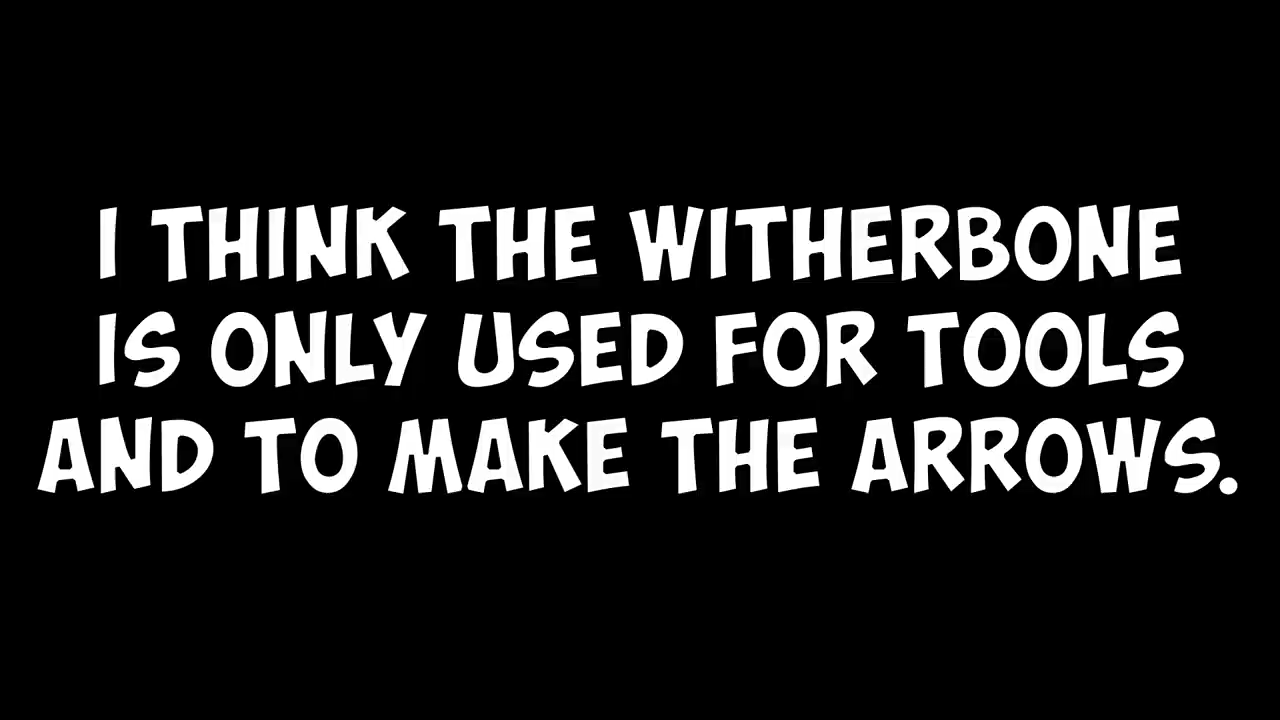 I THINK THE WITHERBONE
IS ONLY USED FOR TOOLS
AND TO MAKE THE ARROWS.